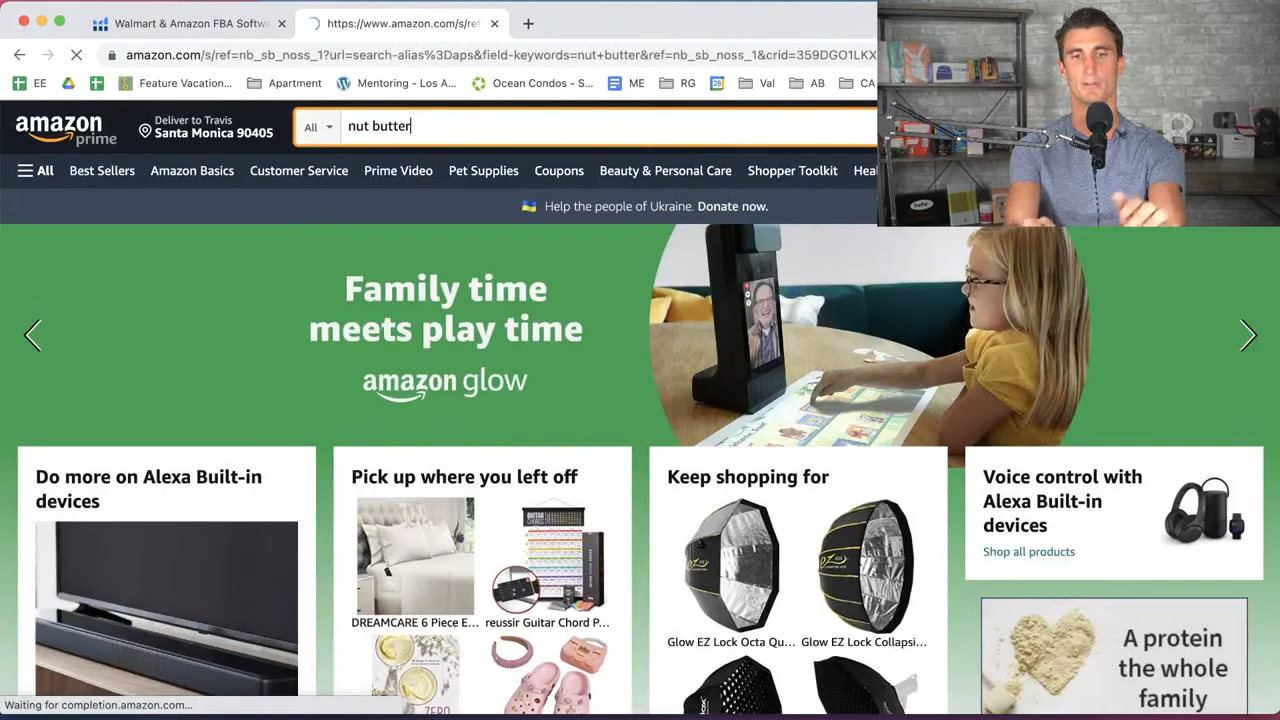 Walmart & Amazon FBA Softw
https://www.amazon.com/s/ref
amazon.com/s/ref=nb_sb_noss_1?url=search-alias%3Daps&field-keywords=nut+butter&ref=nb_sb_noss_1&crid=359DGO1LKX
EE
Feature Vacation...
Apartment
Mentoring - Los A...
Ocean Condos - S...
ME
RG
28
Val
AB
CA
amazon
prime
Deliver to Travis
Santa Monica 90405
All
nut butter
All
Best Sellers
Amazon Basics
Customer Service
Prime Video
Pet Supplies
Coupons
Beauty & Personal Care
Shopper Toolkit
Hea
Help the people of Ukraine. Donate now.
Family time
meets play time
amazon glow
Do more on Alexa Built-in
devices
Pick up where you left off
DREAMCARE 6 Piece E...
reussir Guitar Chord P...
Keep shopping for
Glow EZ Lock Octa Qu...
Glow EZ Lock Collapsi...
Voice control with
Alexa Built-in
devices
Shop all products
A protein
the whole
family
ZERO
Waiting for completion.amazon.com...